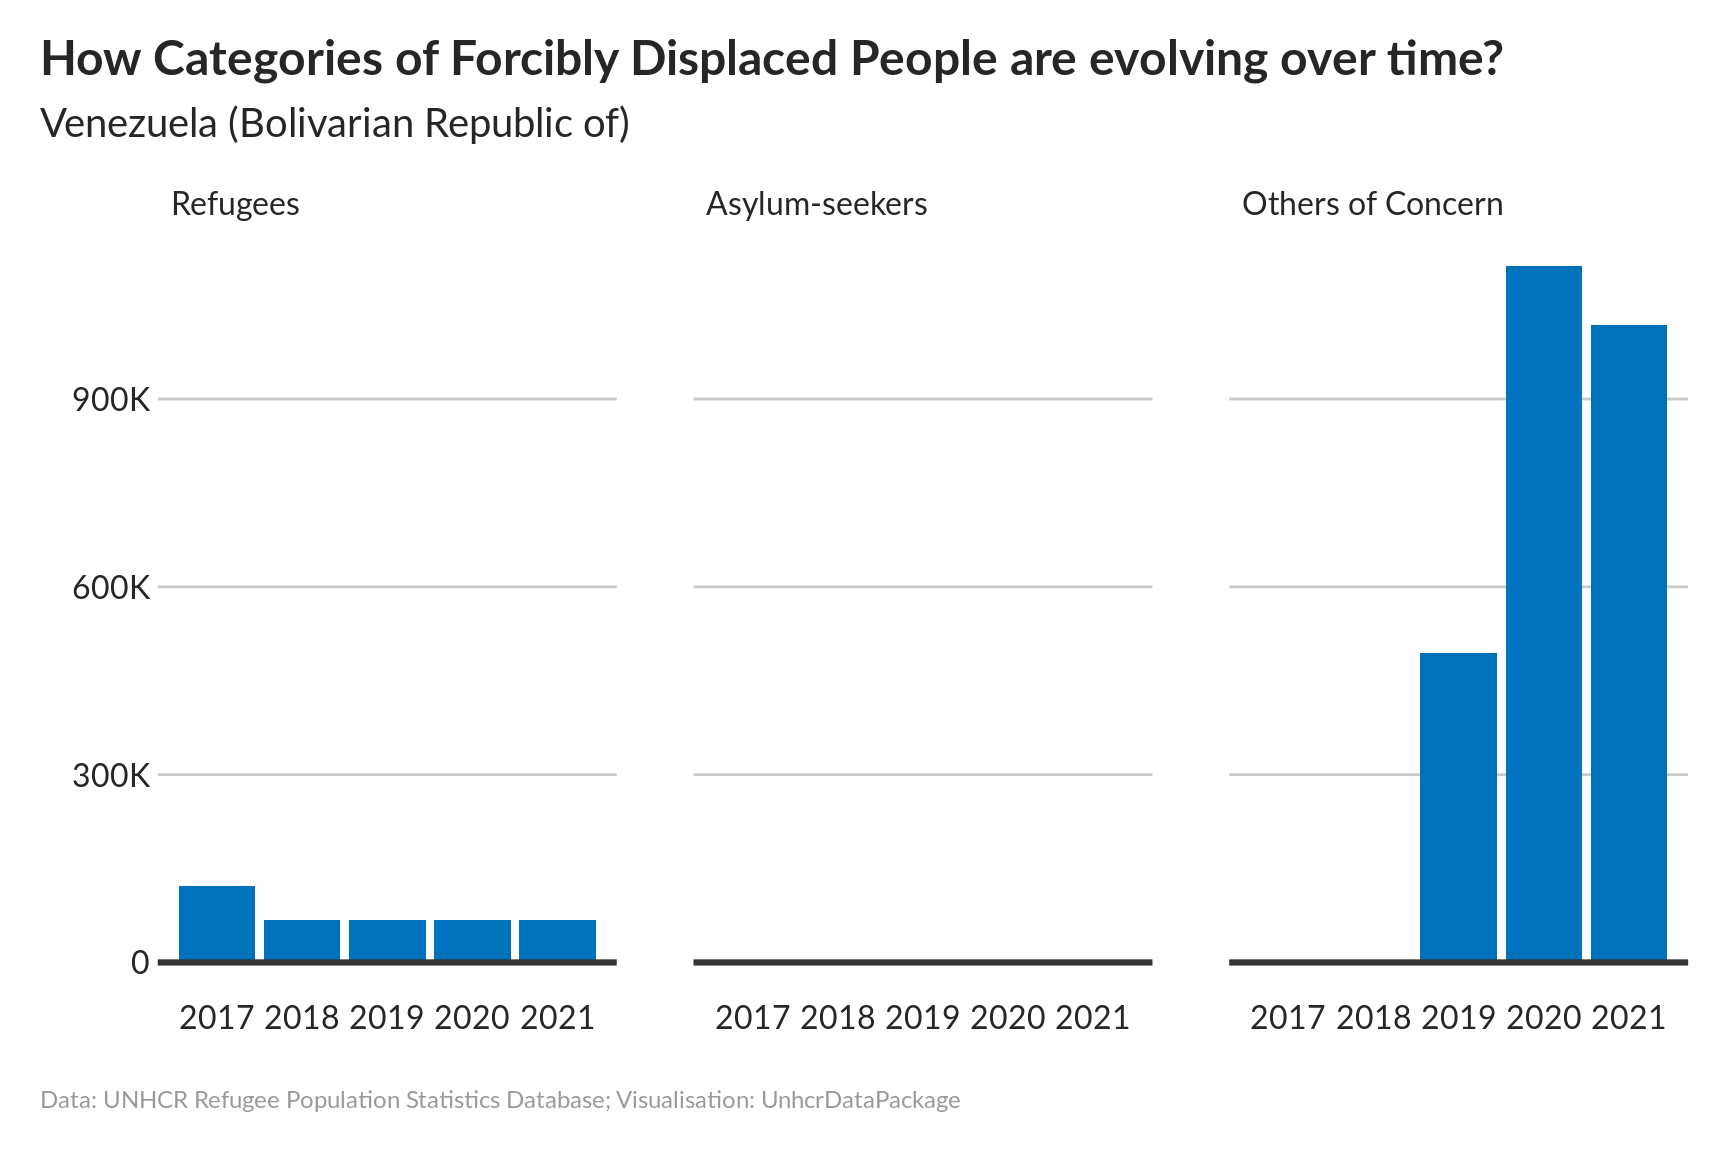 How Categories of Forcibly Displaced People are evolving over time?
Venezuela (Bolivarian Republic of)
Refugees
Asylum-seekers
Others of Concern
900K
600K
300K
0
2017 2018 2019 2020 2021
2017 2018 2019 2020 2021
2017 2018 2019 2020 2021
Data: UNHCR Refugee Population Statistics Database; Visualisation: UnhcrDataPackage